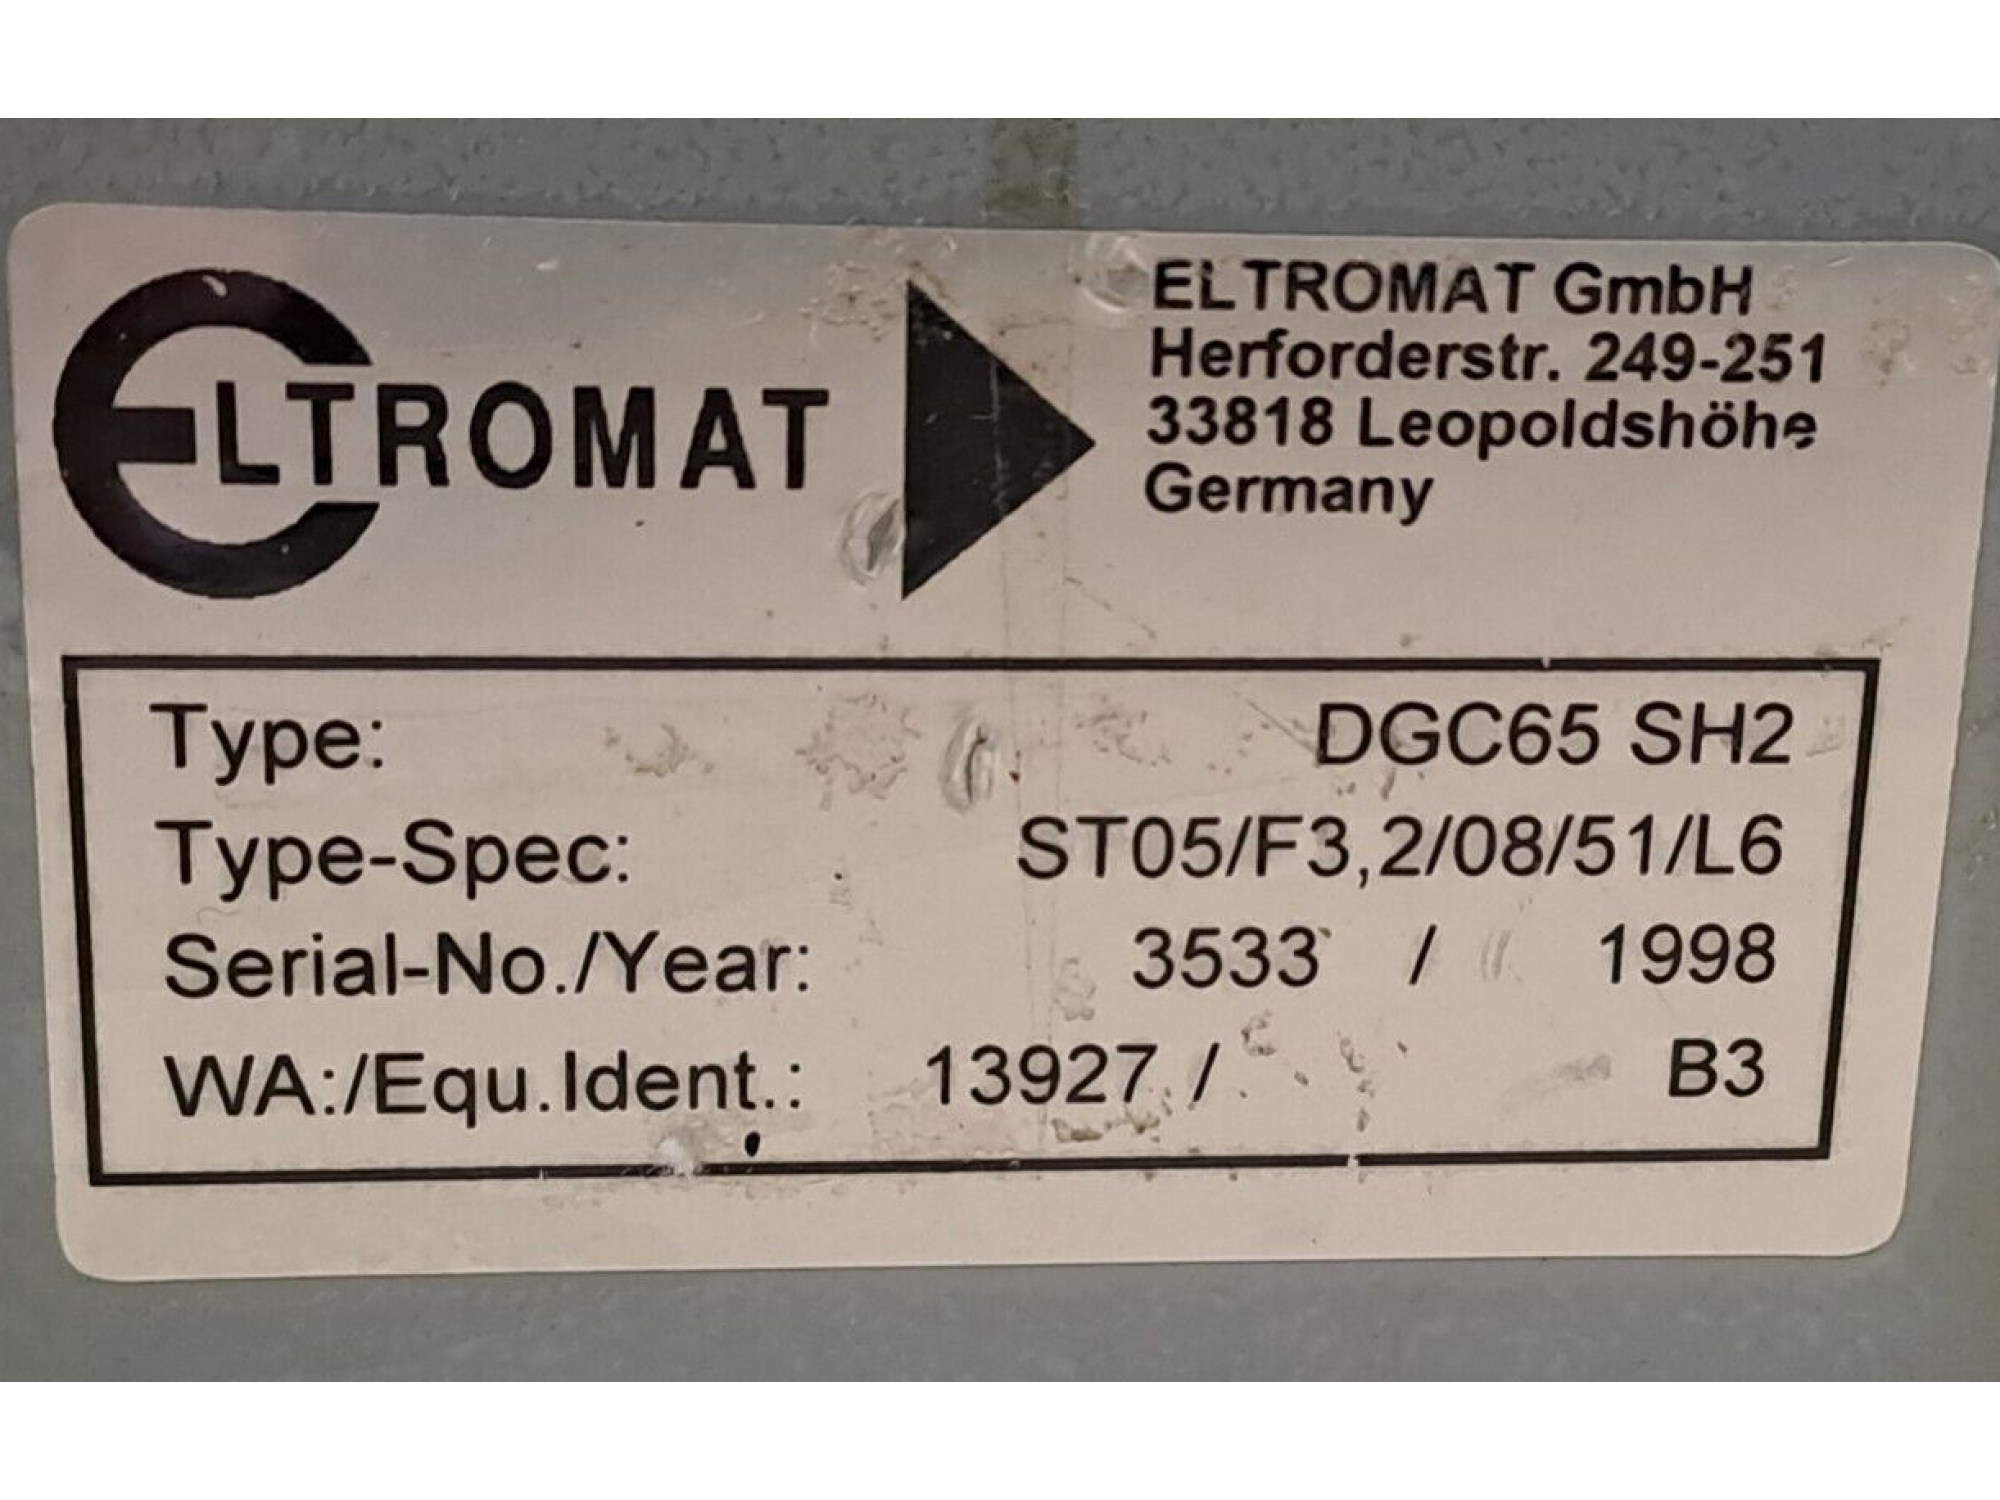 ELTROMAT
ELTROMAT GmbH
Herforderstr. 249-251
33818 Leopoldshöhe
Germany
Type: DGC65 SH2
Type-Spec: ST05/F3,2/08/51/L6
Serial-No./Year: 3533 / 1998
WA:/Equ.Ident.: 13927 / B3